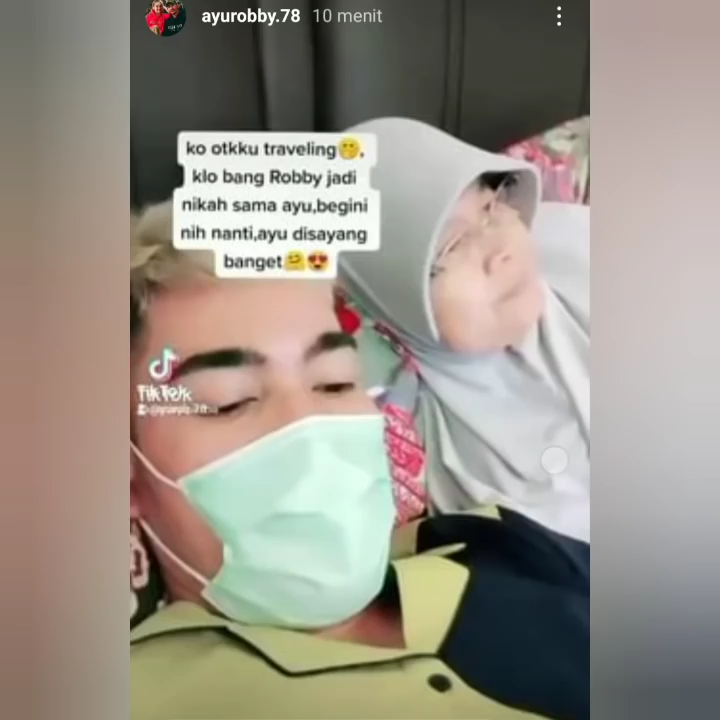 ayurobby.78 10 menit
ko otkku traveling🤭,
klo bang Robby jadi
nikah sama ayu,begini
nih nanti,ayu disayang
banget🤗😍
TikTok